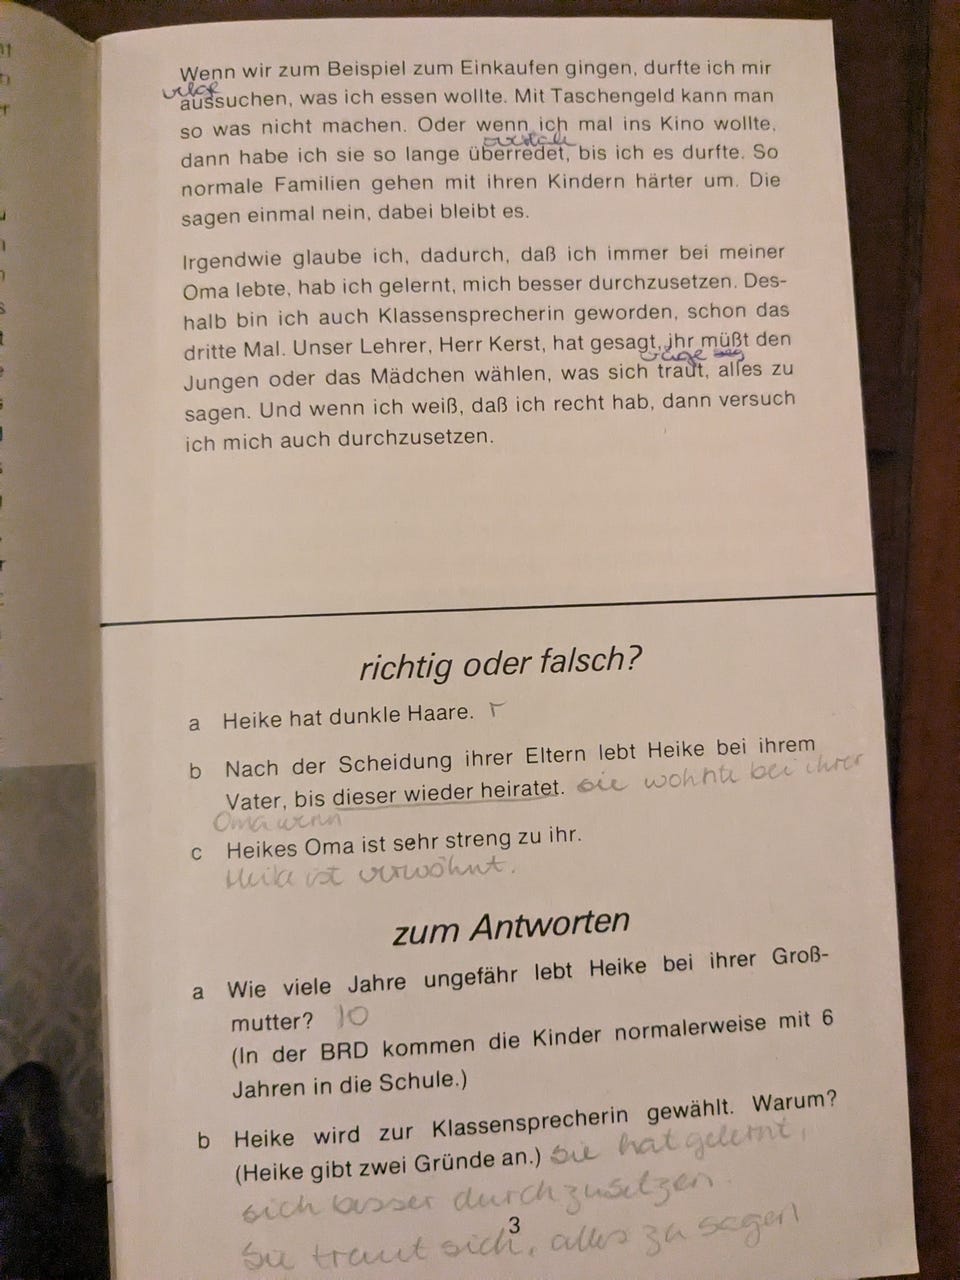 Wenn wir zum Beispiel zum Einkaufen gingen, durfte ich mir
aussuchen, was ich essen wollte. Mit Taschengeld kann man
so was nicht machen. Oder wenn ich mal ins Kino wollte,
dann habe ich sie so lange überredet, bis ich es durfte. So
normale Familien gehen mit ihren Kindern härter um. Die
sagen einmal nein, dabei bleibt es.
Irgendwie glaube ich, dadurch, daß ich immer bei meiner
Oma lebte, hab ich gelernt, mich besser durchzusetzen. Des-
halb bin ich auch Klassensprecherin geworden, schon das
dritte Mal. Unser Lehrer, Herr Kerst, hat gesagt, ihr müßt den
Jungen oder das Mädchen wählen, was sich traut, alles zu
sagen. Und wenn ich weiß, daß ich recht hab, dann versuch
ich mich auch durchzusetzen.
richtig oder falsch?
a Heike hat dunkle Haare. r
b Nach der Scheidung ihrer Eltern lebt Heike bei ihrem
Vater, bis dieser wieder heiratet. sie wohnte bei ihrer
Oma wenn
c Heikes Oma ist sehr streng zu ihr.
Heike ist verwöhnt.
zum Antworten
a Wie viele Jahre ungefähr lebt Heike bei ihrer Groß-
mutter? 10
(In der BRD kommen die Kinder normalerweise mit 6
Jahren in die Schule.)
b Heike wird zur Klassensprecherin gewählt. Warum?
(Heike gibt zwei Gründe an.) Sie hat gelernt,
sich besser durchzusetzen.
3
Sie traut sich, alles zu sagen